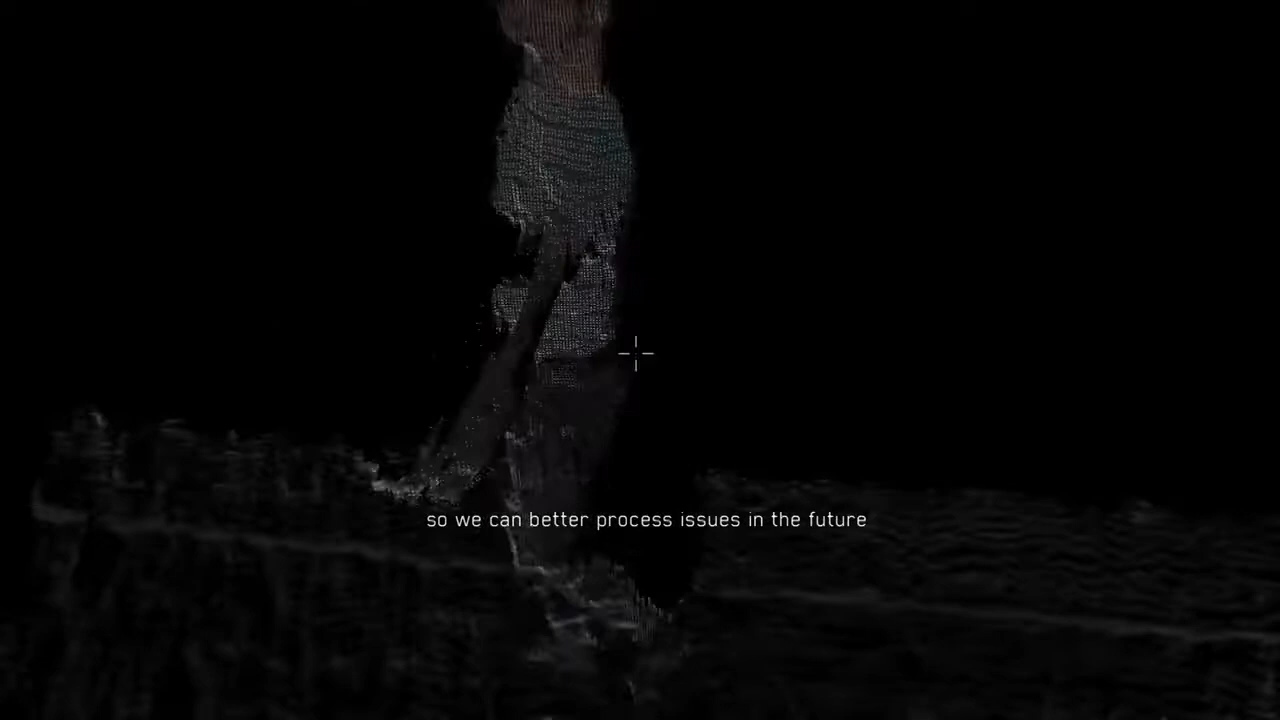 so we can better process issues in the future